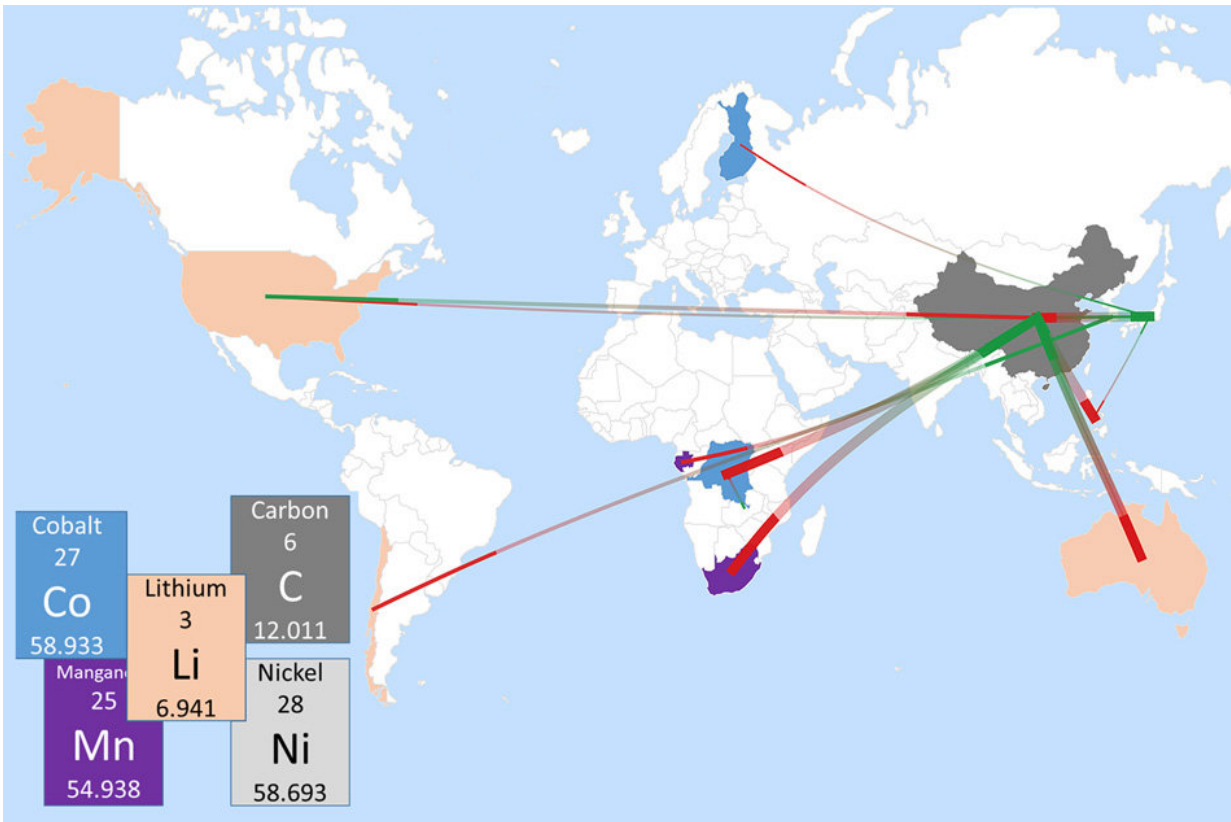 Cobalt
27
Co
58.933
Carbon
6
C
12.011
Lithium
3
Li
6.941
Mangan
25
Mn
54.938
Nickel
28
Ni
58.693